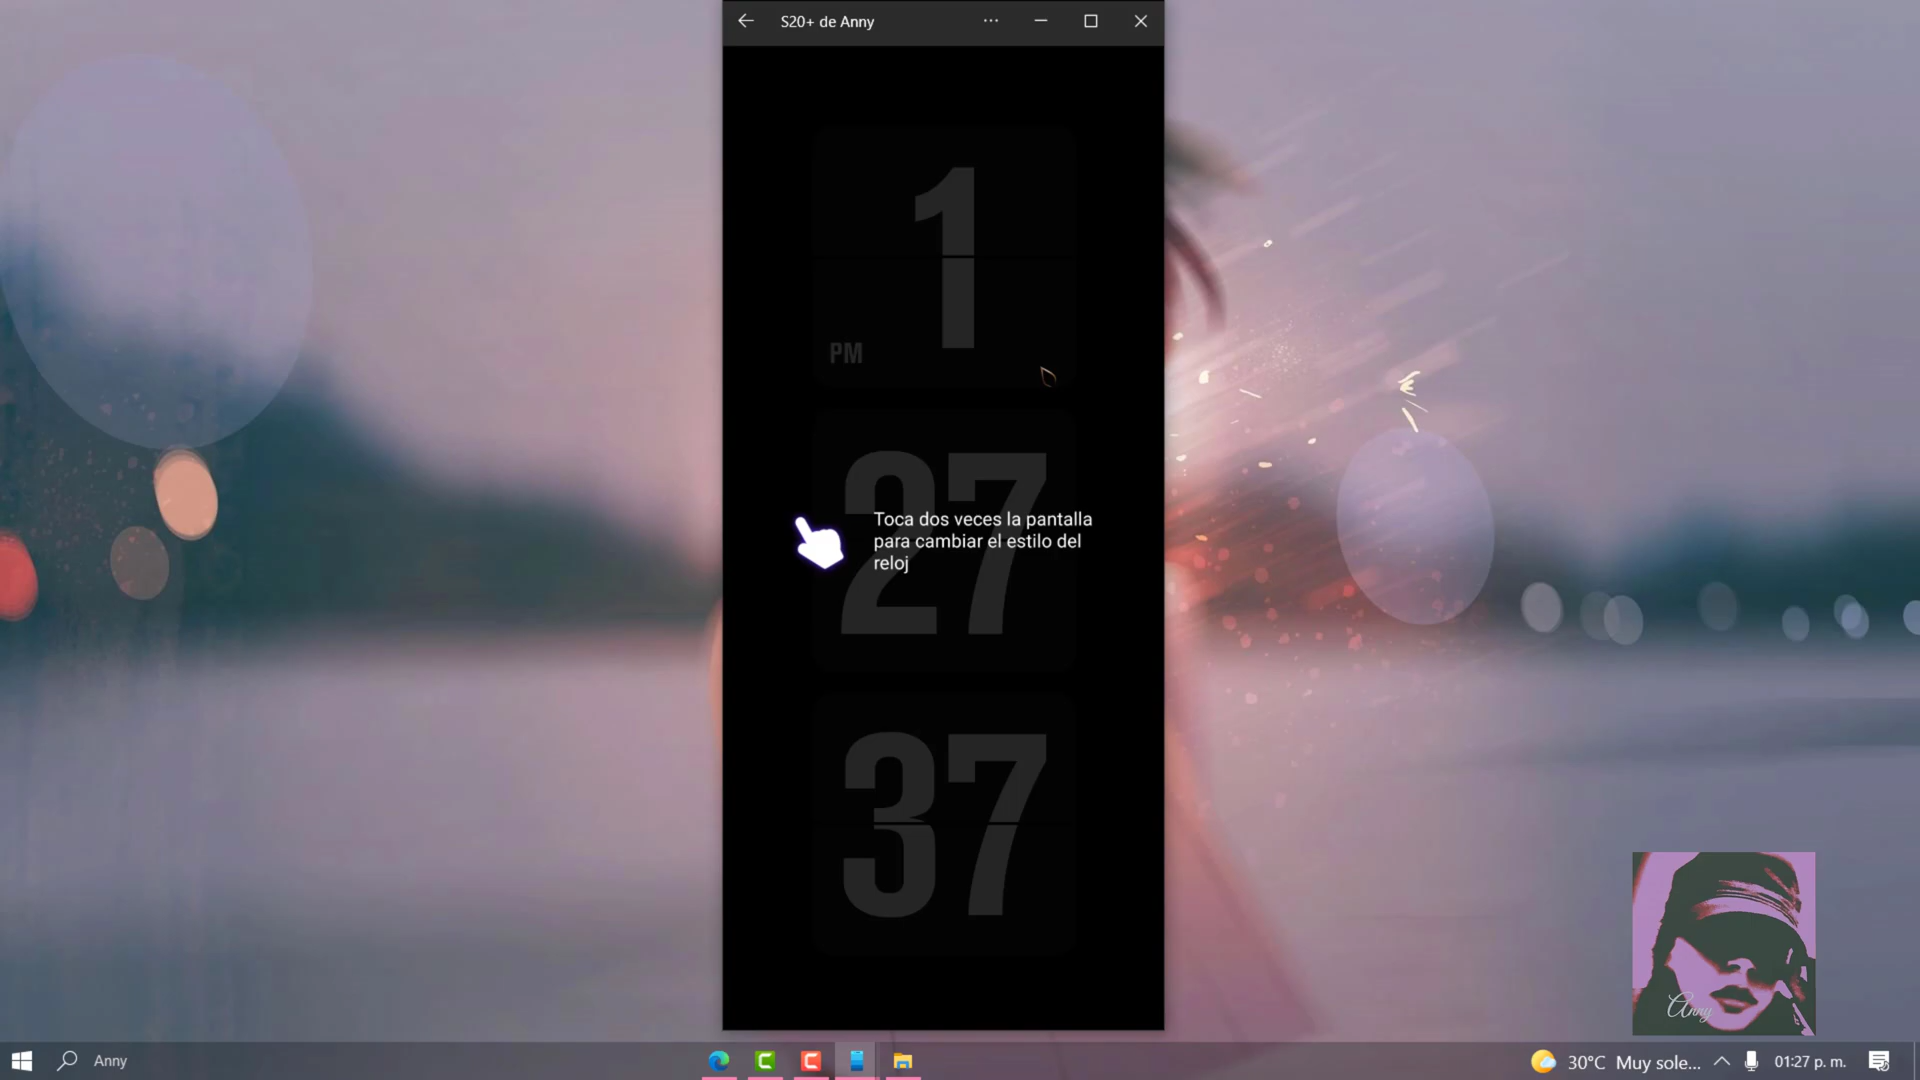 S20+ de Anny
1
PM
27
Toca dos veces la pantalla
para cambiar el estilo del
reloj
37
Anny
Anny
30°C Muy sole...
01:27 p. m.